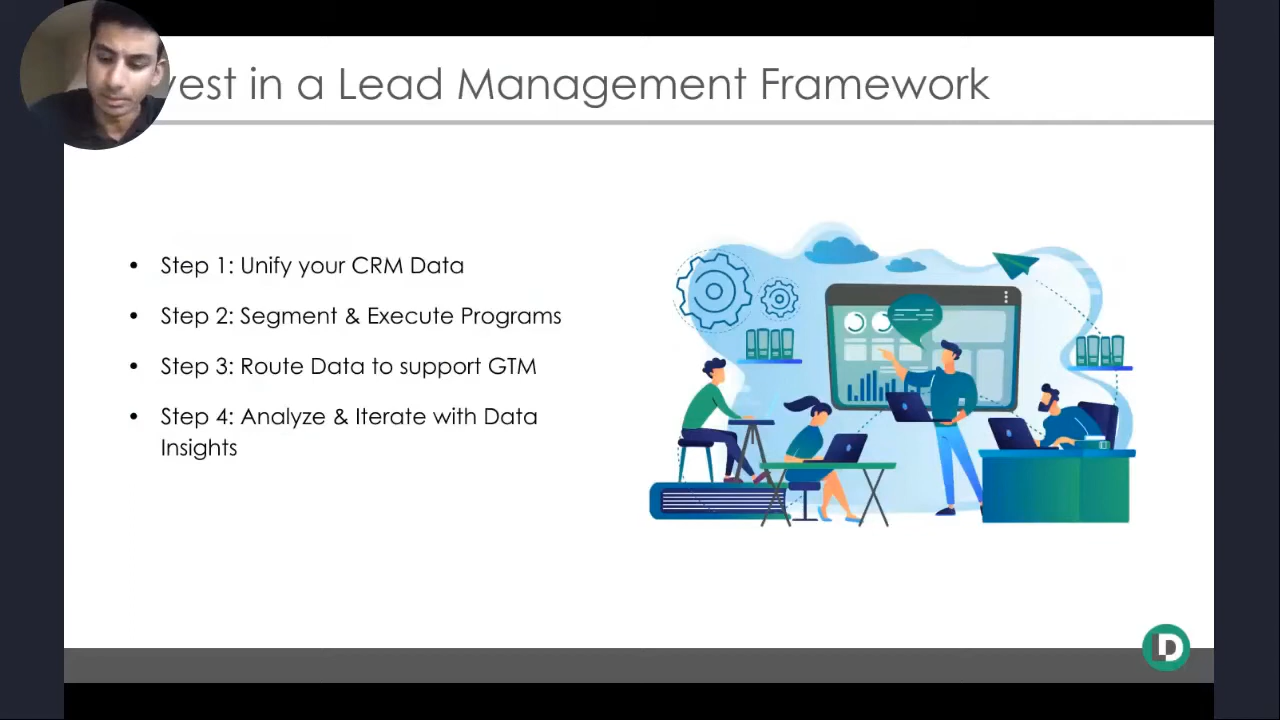 vest in a Lead Management Framework
• Step 1: Unify your CRM Data
• Step 2: Segment & Execute Programs
• Step 3: Route Data to support GTM
• Step 4: Analyze & Iterate with Data
Insights
LD